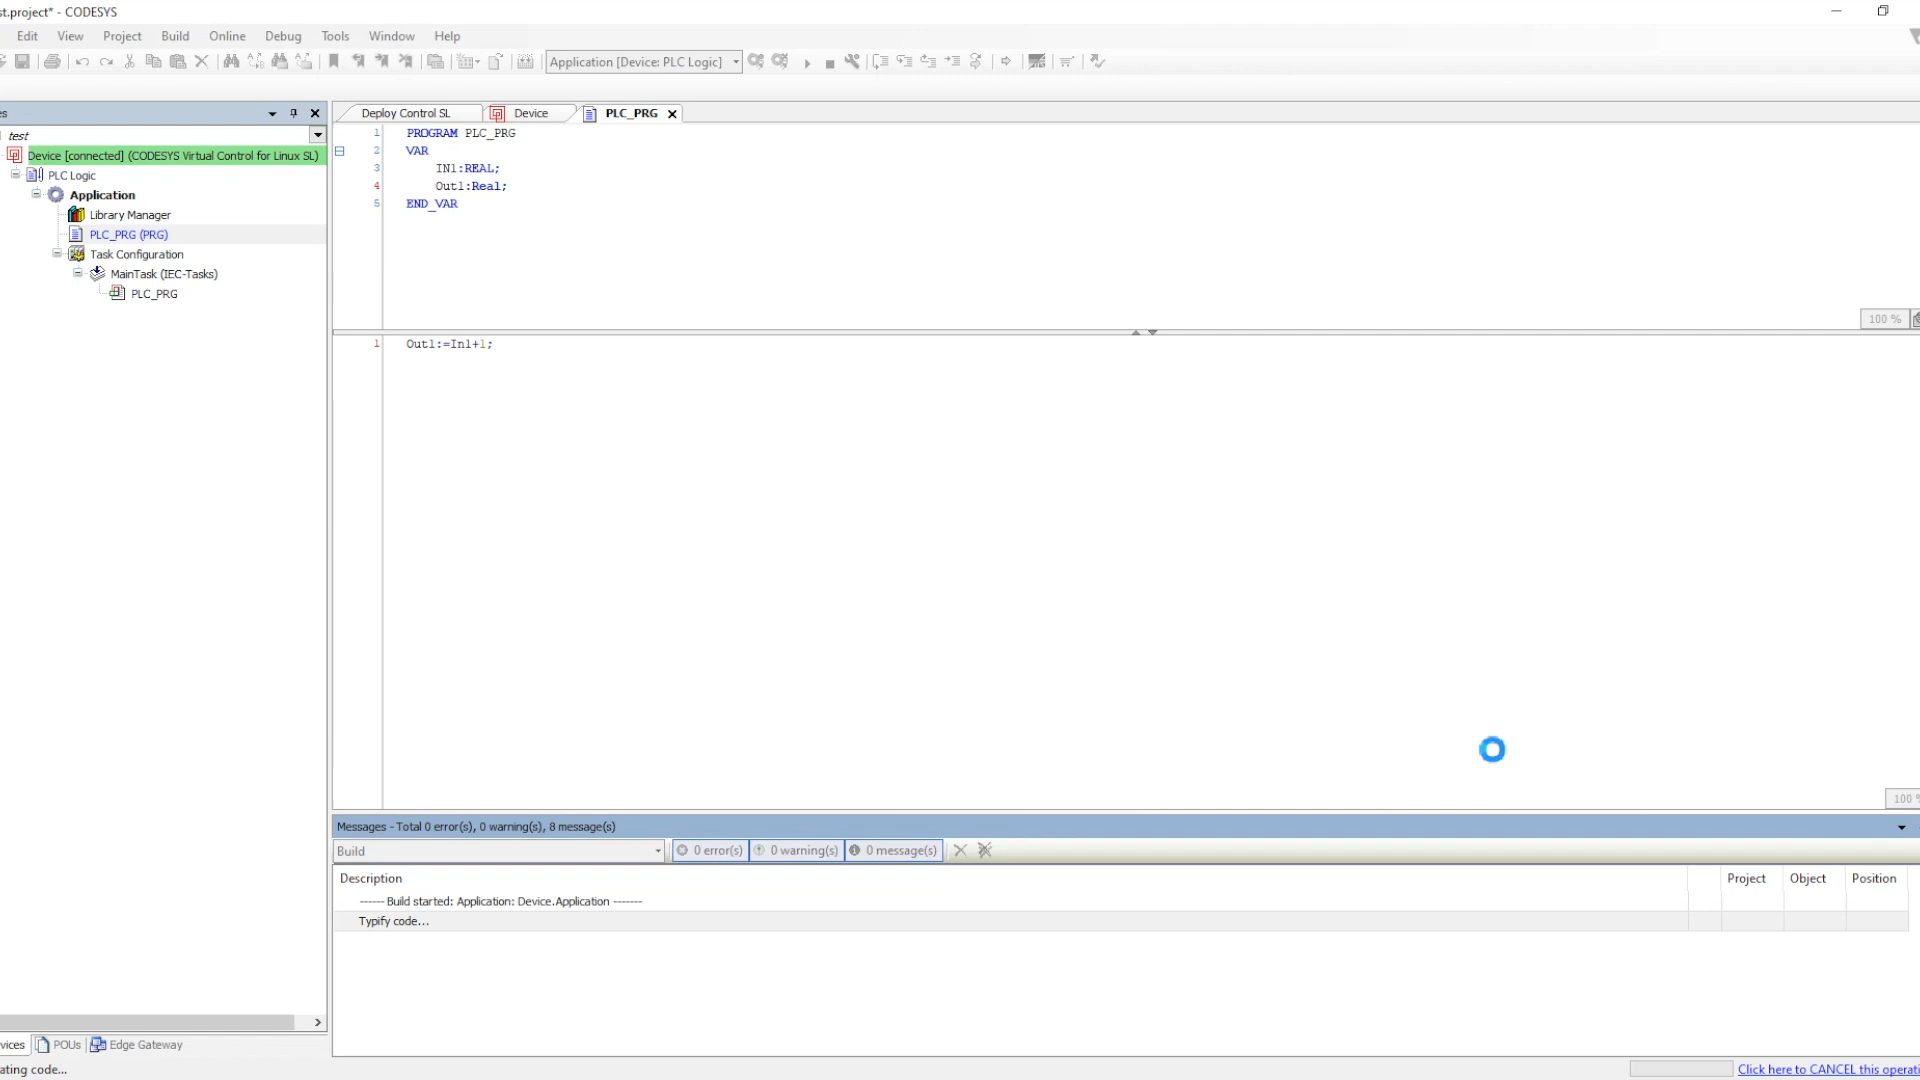 st.project* - CODESYS
Edit View Project Build Online Debug Tools Window Help
Application [Device: PLC Logic]
es
test
Device [connected] (CODESYS Virtual Control for Linux SL)
PLC Logic
Application
Library Manager
PLC_PRG (PRG)
Task Configuration
MainTask (IEC-Tasks)
PLC_PRG
Deploy Control SL Device PLC_PRG
1 PROGRAM PLC_PRG
2 VAR
3 IN1:REAL;
4 Out1:Real;
5 END_VAR
100 %
1 Out1:=In1+1;
100 %
Messages - Total 0 error(s), 0 warning(s), 8 message(s)
Build 0 error(s) 0 warning(s) 0 message(s)
Description Project Object Position
------ Build started: Application: Device.Application -------
Typify code...
vices POUs Edge Gateway
ating code... Click here to CANCEL this operati